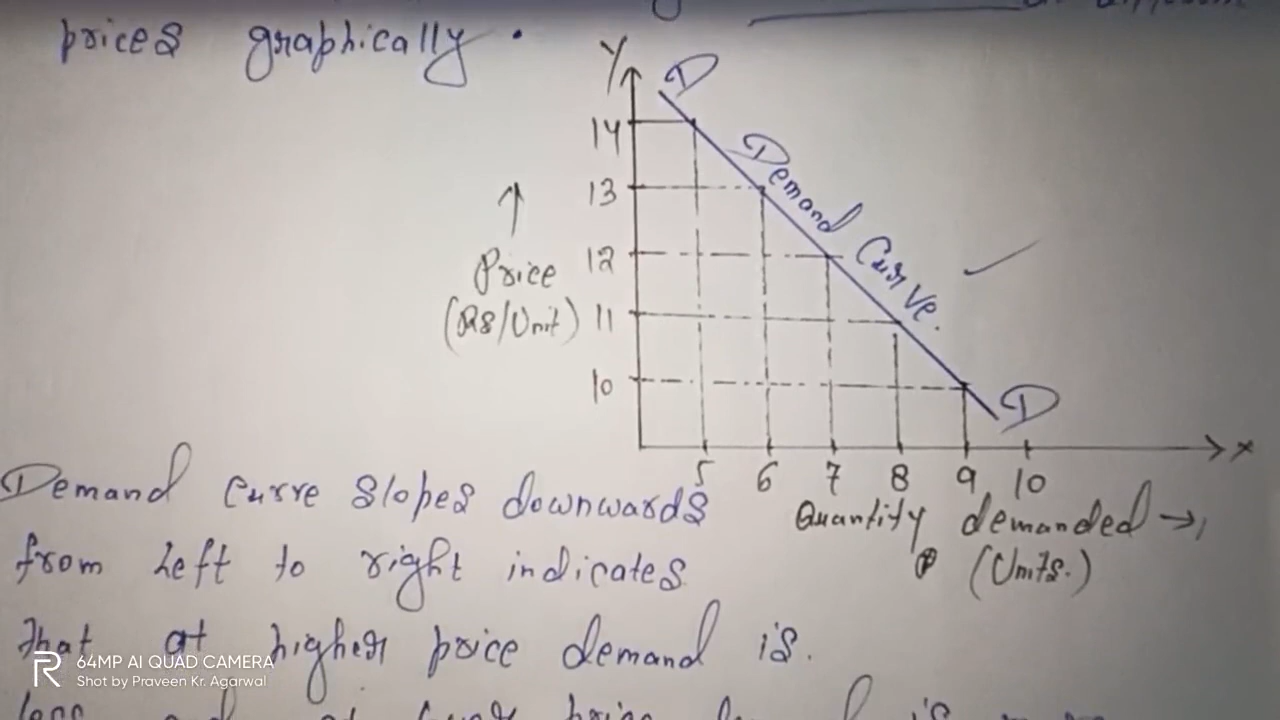 prices graphically.
Y
D
14
13
12
11
10
Demand Curve.
Price
(Rs/Unit)
D
x
5 6 7 8 9 10
Quantity demanded →
(Units.)
Demand curve slopes downwards
from left to right indicates
that at higher price demand is.
64MP AI QUAD CAMERA
Shot by Praveen Kr. Agarwal